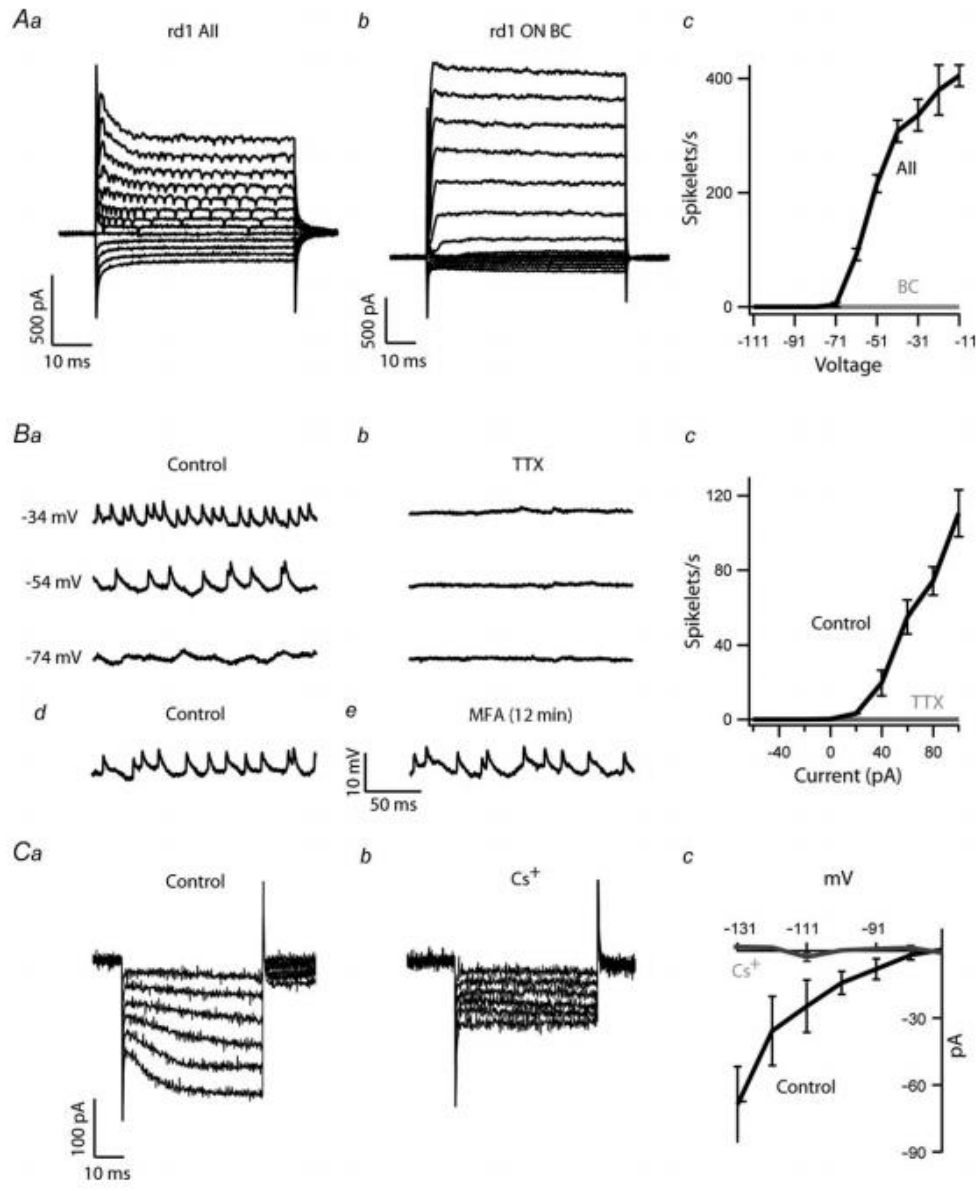 Aa
rd1 AII
500 pA
10 ms
b
rd1 ON BC
500 pA
10 ms
c
Spikelets/s
400
200
0
AII
BC
-111 -91 -71 -51 -31 -11
Voltage
Ba
Control
-34 mV
-54 mV
-74 mV
b
TTX
c
Spikelets/s
120
80
40
0
Control
TTX
-40 0 40 80
Current (pA)
d
Control
e
MFA (12 min)
10 mV
50 ms
Ca
Control
100 pA
10 ms
b
Cs+
c
mV
-131 -111 -91
Cs+
Control
-30
-60
-90
pA